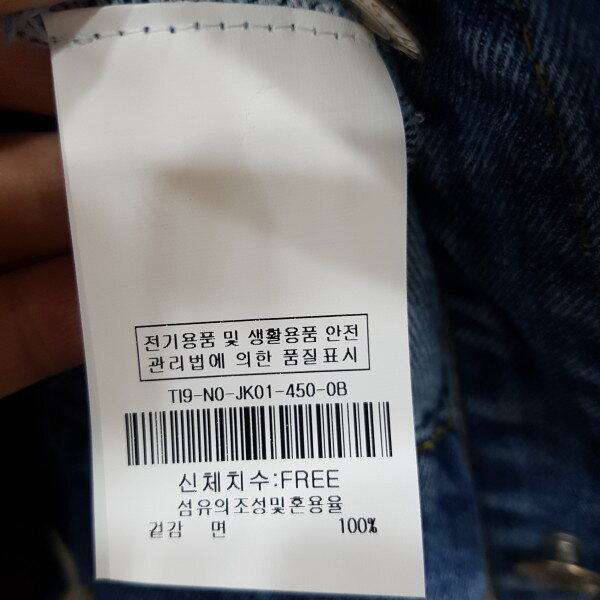 전기용품 및 생활용품 안전
관리법에 의한 품질표시
TI9-NO-JK01-450-0B
신체치수:FREE
섬유의조성및혼용율
겉감 면 100%